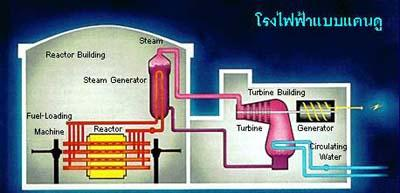 โรงไฟฟ้าแบบแคนดู
Steam
Reactor Building
Steam Generator
Turbine Building
Fuel-Loading
Machine
Reactor
Turbine
Generator
Circulating
Water